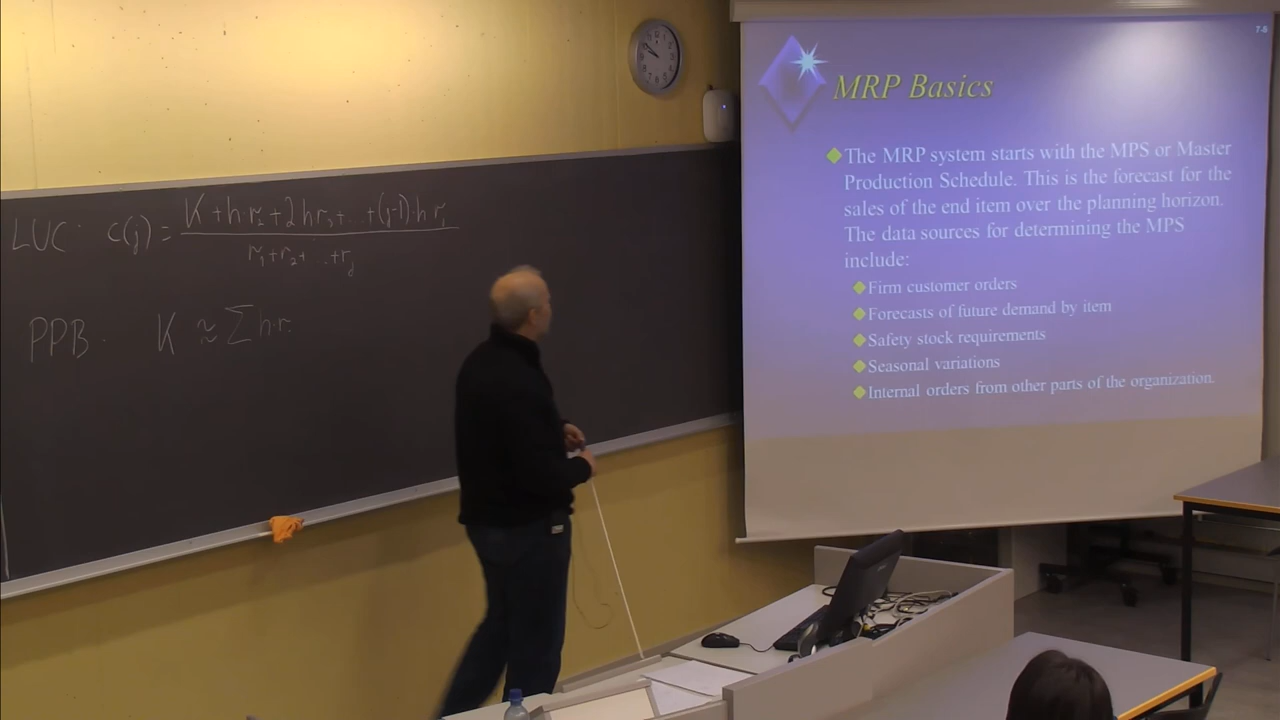 LUC: c(j) = K + h·r₂ + 2hr₃ + ... + (j-1)·h·rⱼ
r₁ + r₂ + ... + rⱼ
PPB. K ≈ ∑ h·r.
7-8
MRP Basics
The MRP system starts with the MPS or Master
Production Schedule. This is the forecast for the
sales of the end item over the planning horizon.
The data sources for determining the MPS
include:
Firm customer orders
Forecasts of future demand by item
Safety stock requirements
Seasonal variations
Internal orders from other parts of the organization.